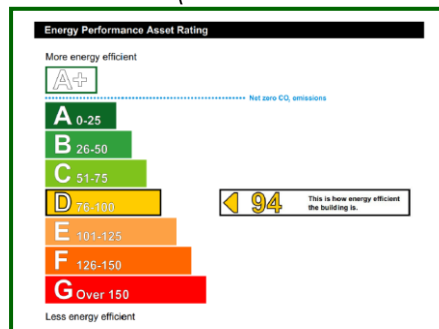 Energy Performance Asset Rating
More energy efficient
A+
Net zero CO₂ emissions
A 0-25
B 26-50
C 51-75
D 76-100
94
This is how energy efficient
the building is.
E 101-125
F 126-150
G Over 150
Less energy efficient